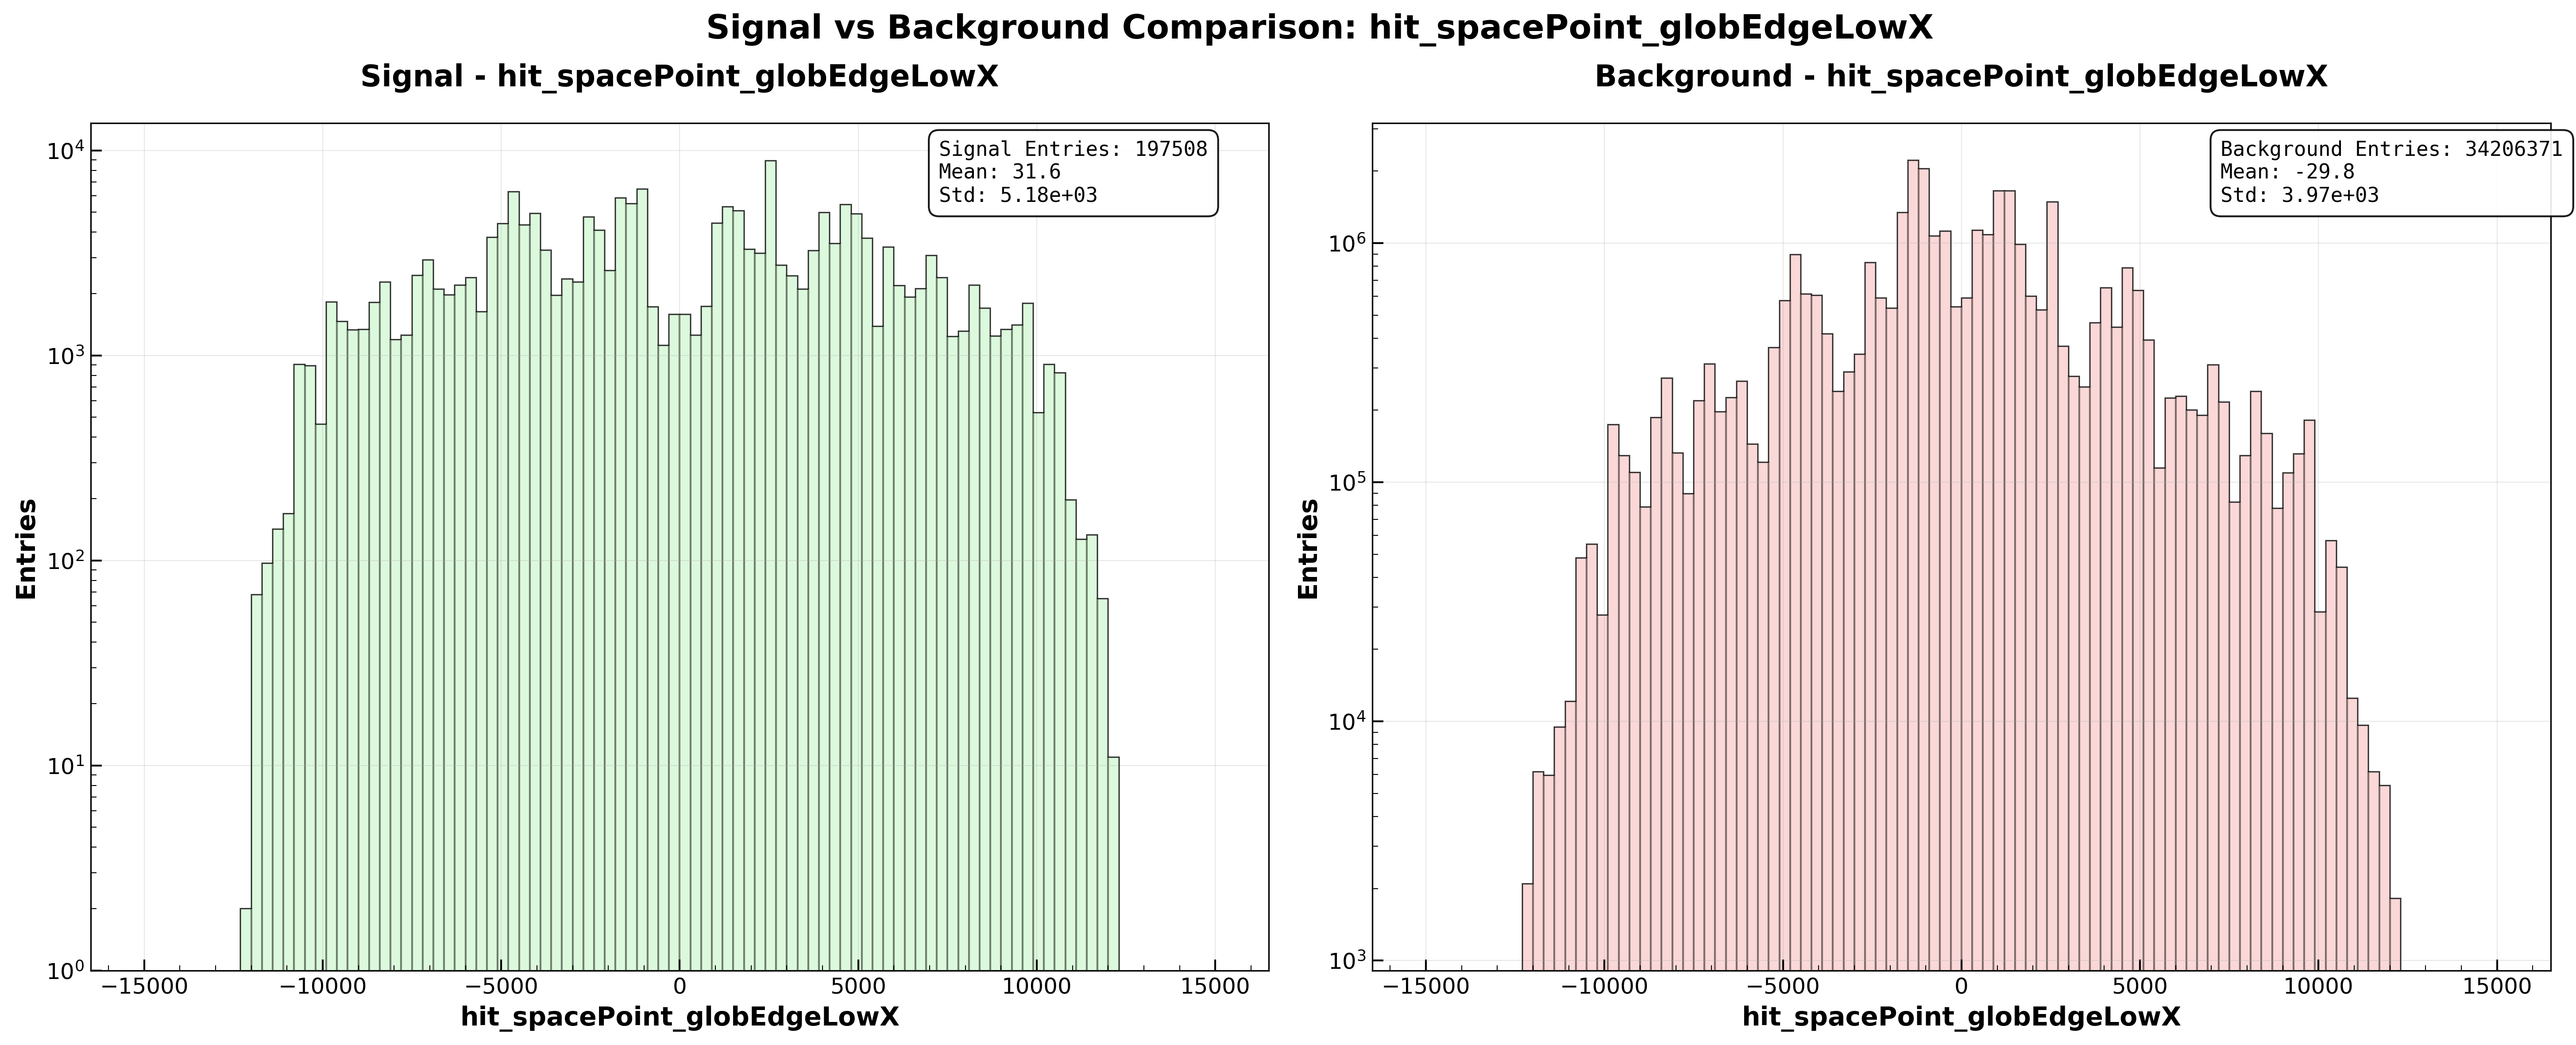 Signal vs Background Comparison: hit_spacePoint_globEdgeLowX
Signal - hit_spacePoint_globEdgeLowX
Signal Entries: 197508
Mean: 31.6
Std: 5.18e+03
Entries
10^4
10^3
10^2
10^1
10^0
−15000 −10000 −5000 0 5000 10000 15000
hit_spacePoint_globEdgeLowX
Background - hit_spacePoint_globEdgeLowX
Background Entries: 34206371
Mean: -29.8
Std: 3.97e+03
Entries
10^6
10^5
10^4
10^3
−15000 −10000 −5000 0 5000 10000 15000
hit_spacePoint_globEdgeLowX